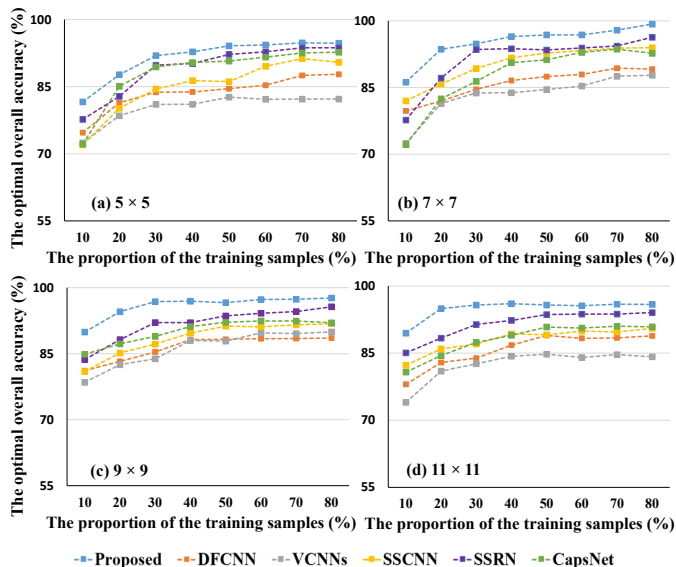 The optimal overall accuracy (%)
100
85
70
55
(a) 5 × 5
10 20 30 40 50 60 70 80
The proportion of the training samples (%)
100
85
70
55
(b) 7 × 7
10 20 30 40 50 60 70 80
The proportion of the training samples (%)
The optimal overall accuracy (%)
100
85
70
55
(c) 9 × 9
10 20 30 40 50 60 70 80
The proportion of the training samples (%)
100
85
70
55
(d) 11 × 11
10 20 30 40 50 60 70 80
The proportion of the training samples (%)
Proposed DFCNN VCNNs SSCNN SSRN CapsNet